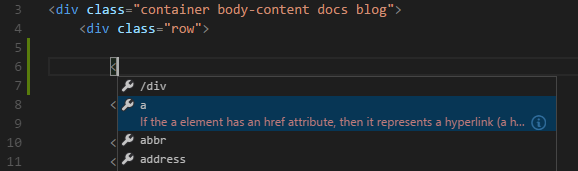 3 <div class="container body-content docs blog">
4 <div class="row">
5
6 <
7 /div
8 < a
9 If the a element has an href attribute, then it represents a hyperlink (a h...
10 < abbr
11 < address